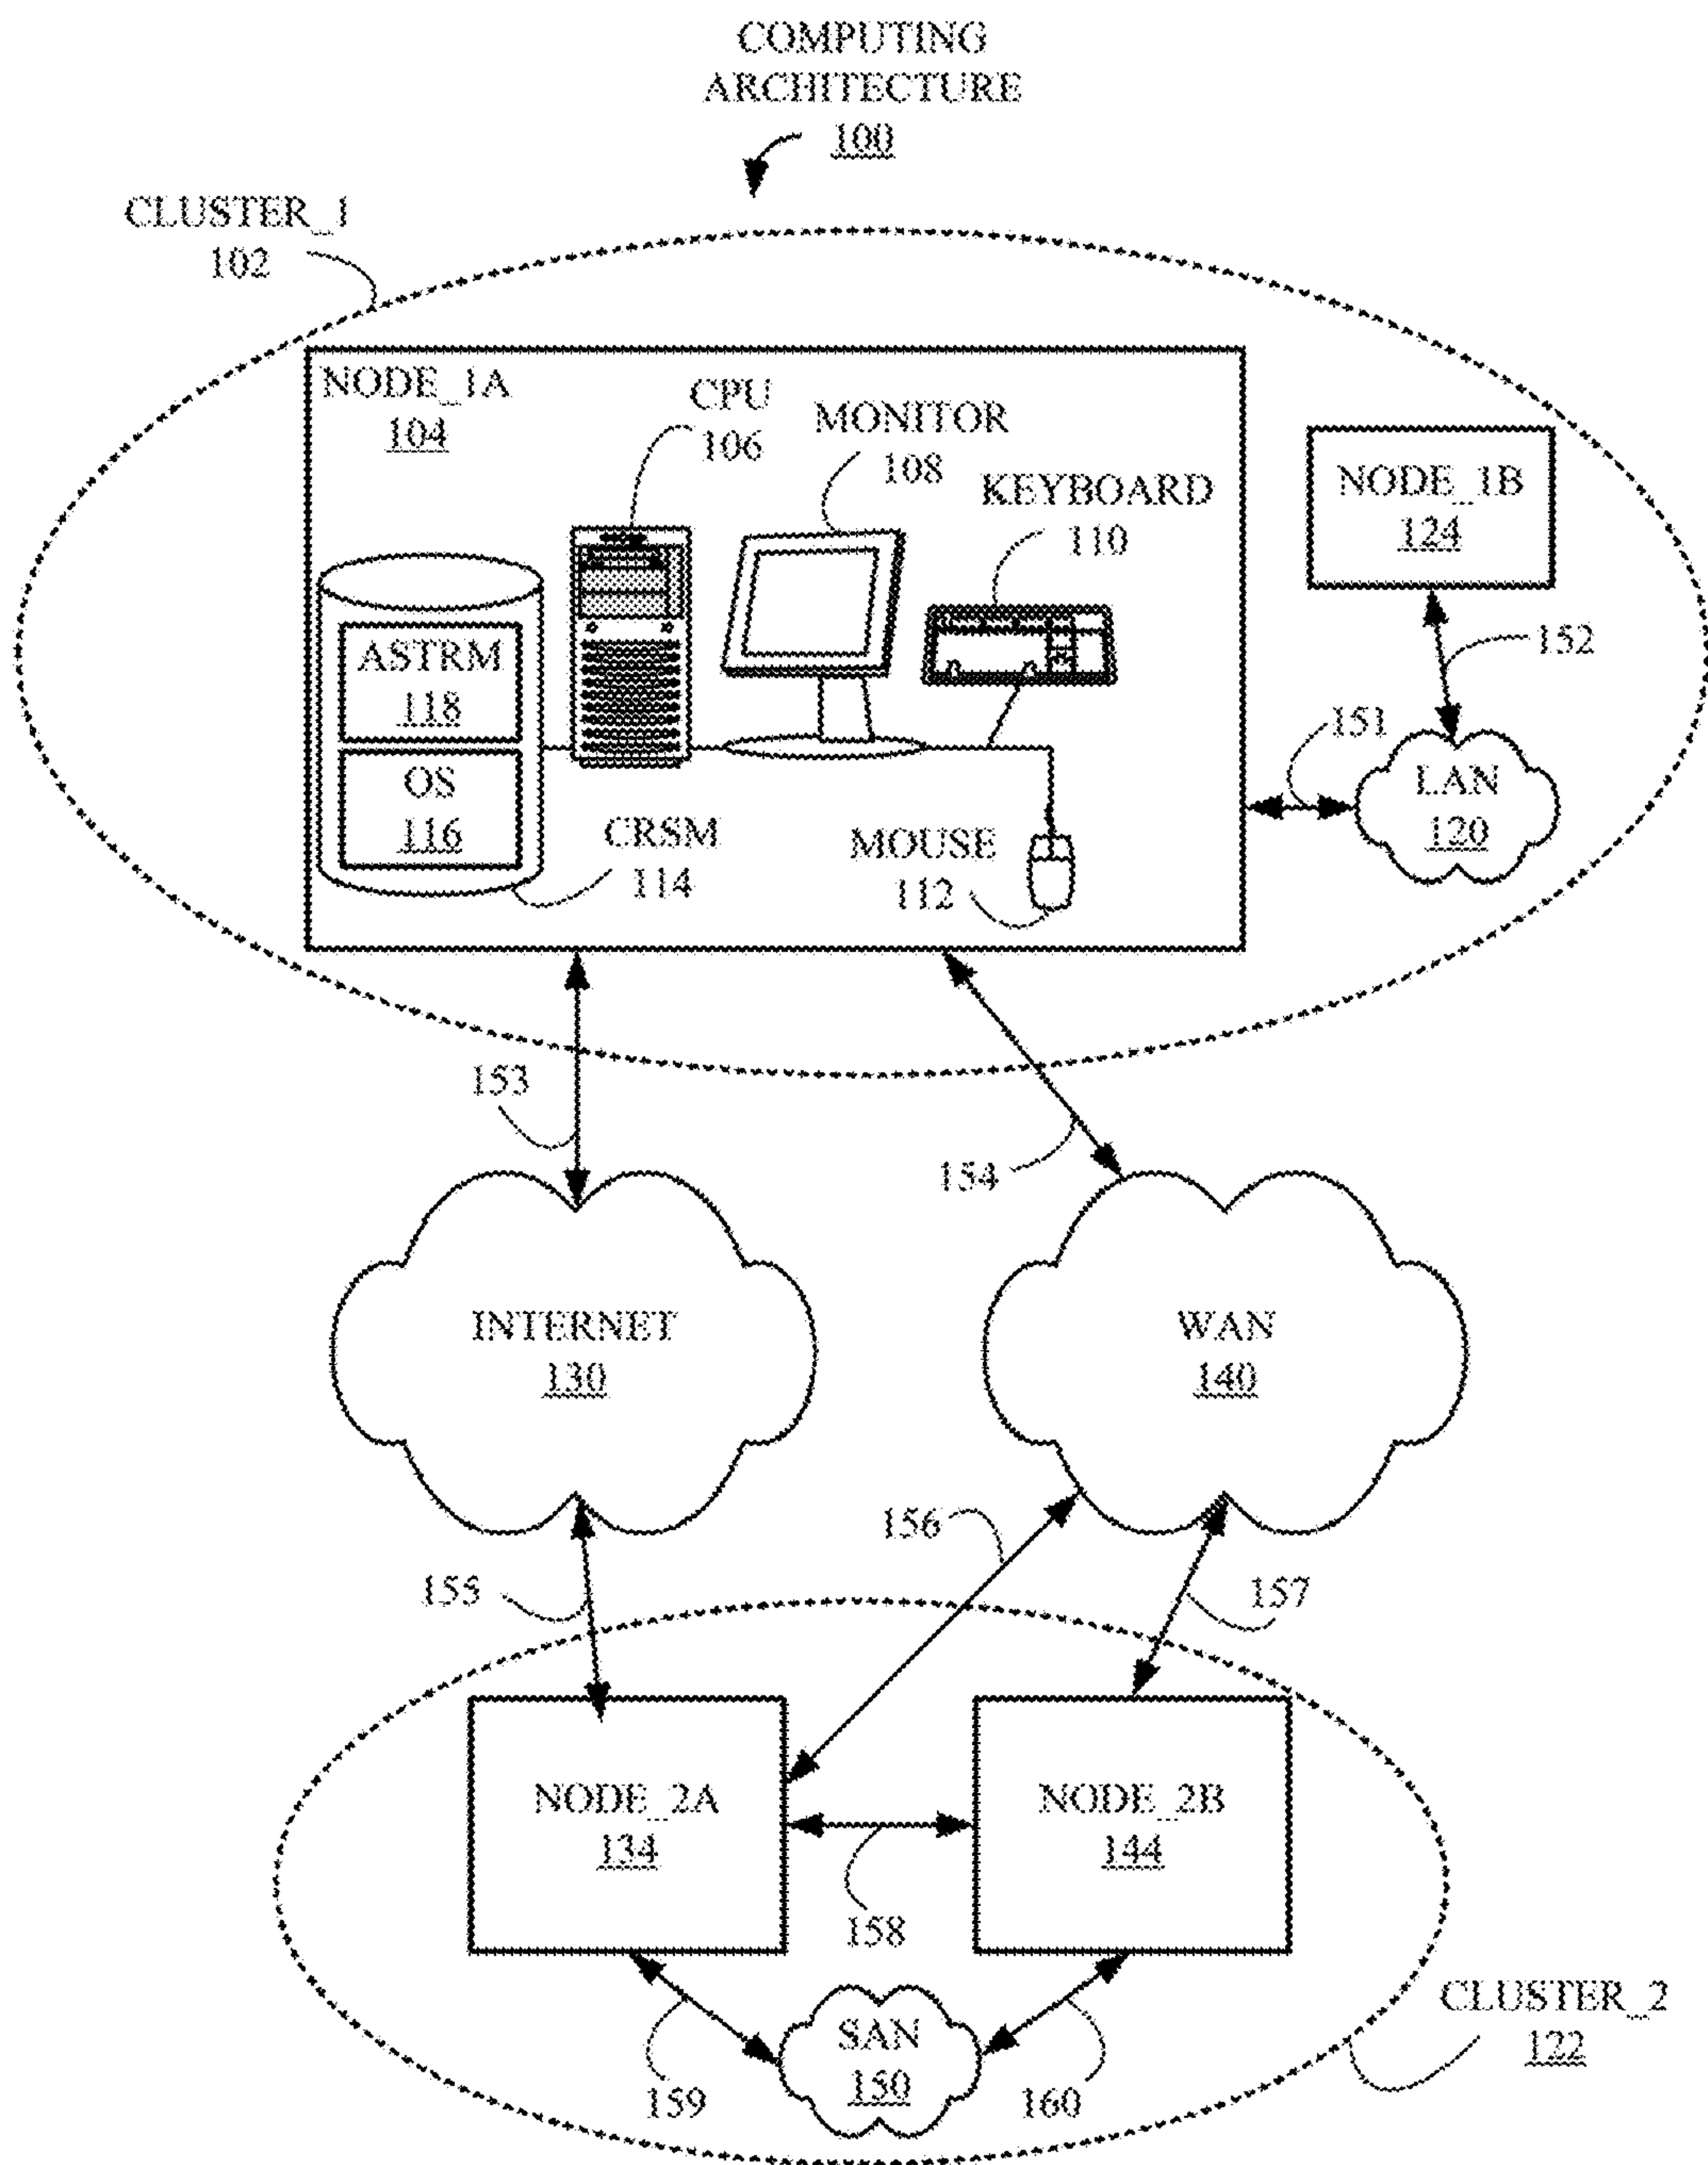 COMPUTING
ARCHITECTURE
100
CLUSTER_1
102
NODE_1A
104
CPU
106
MONITOR
108
KEYBOARD
110
NODE_1B
124
152
ASTRM
118
151
LAN
120
OS
116
CRSM
114
MOUSE
112
153
154
INTERNET
130
WAN
140
156
155
157
NODE_2A
134
NODE_2B
144
158
CLUSTER_2
122
SAN
150
159
160